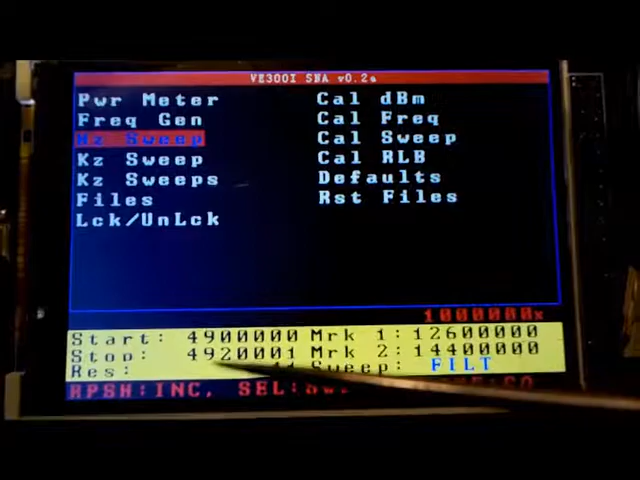 VE3OOI SNA v0.2a
Pwr Meter Cal dBm
Freq Gen Cal Freq
Hz Sweep Cal Sweep
Kz Sweep Cal RLB
Kz Sweeps Defaults
Files Rst Files
Lck/UnLck
1000000x
Start: 4900000 Mrk 1:12600000
Stop: 4920001 Mrk 2:14400000
Res: Sweep: FILT
RPSH:INC, SEL: